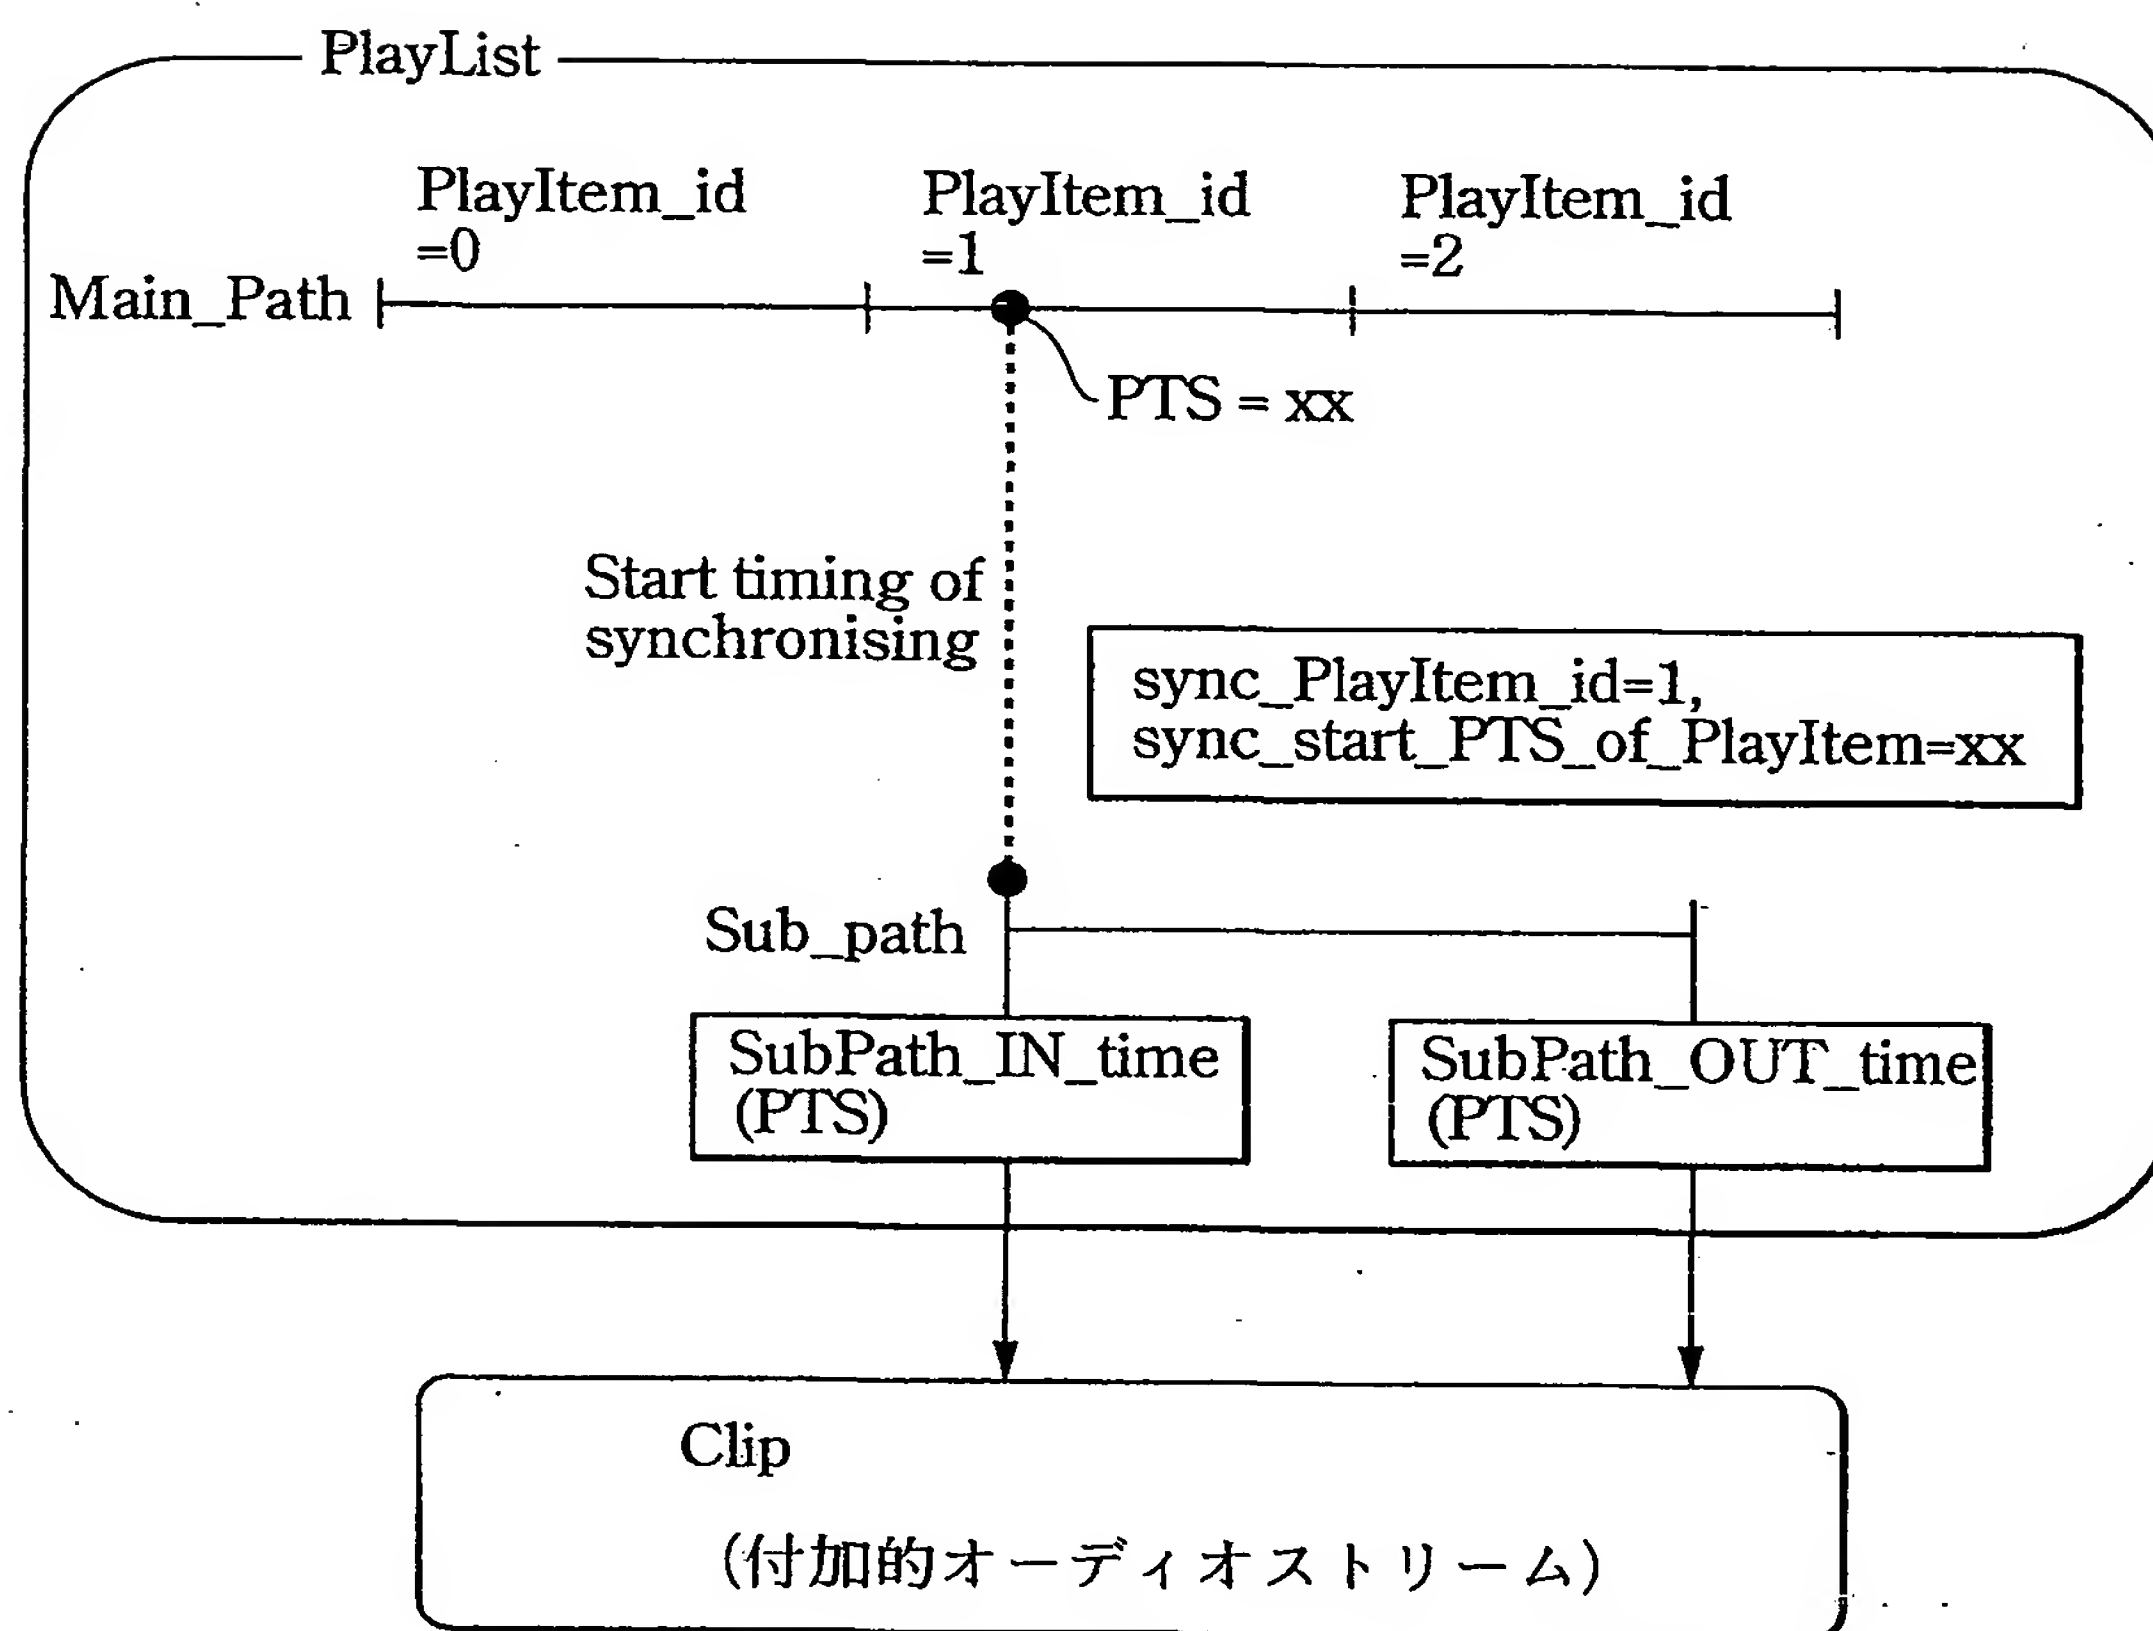 PlayList
PlayItem_id
=0
PlayItem_id
=1
PlayItem_id
=2
Main_Path
PTS = xx
Start timing of
synchronising
sync_PlayItem_id=1,
sync_start_PTS_of_PlayItem=xx
Sub_path
SubPath_IN_time
(PTS)
SubPath_OUT_time
(PTS)
Clip
(付加的オーディオストリーム)